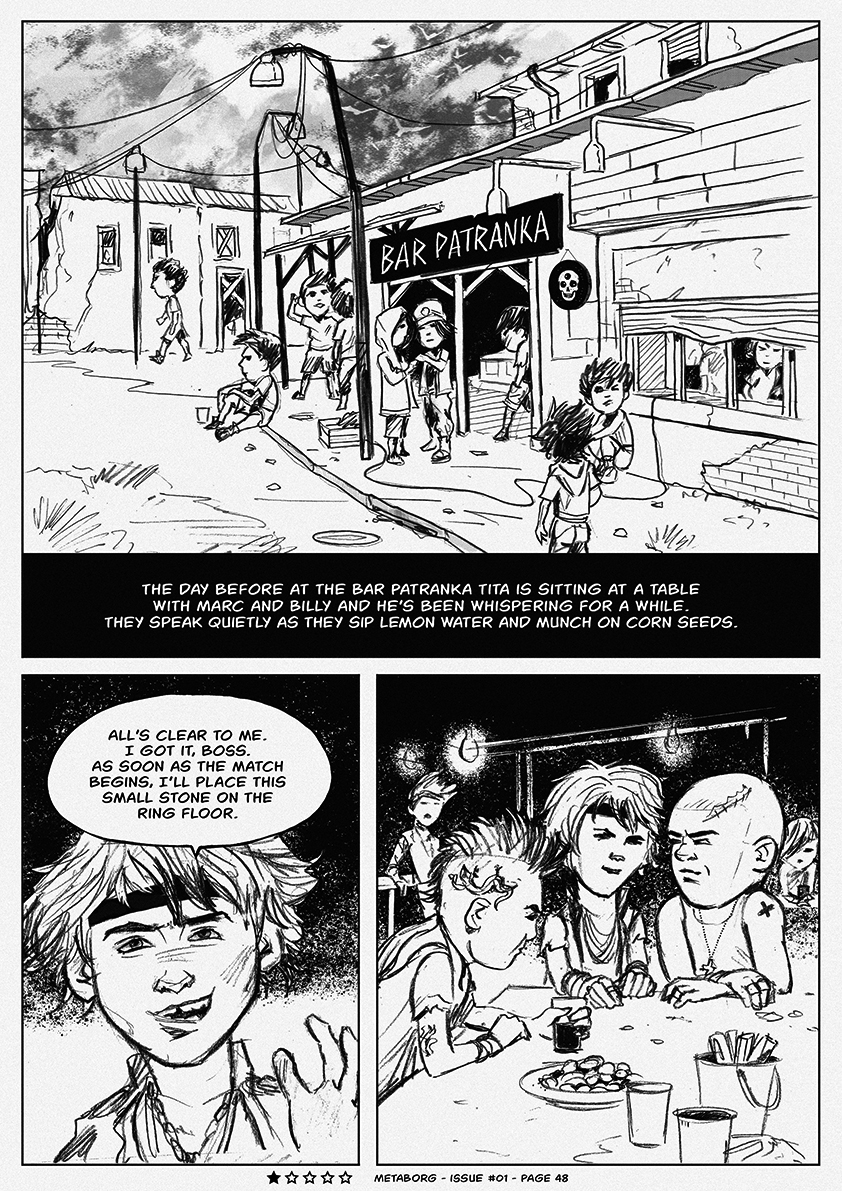 BAR PATRANKA
THE DAY BEFORE AT THE BAR PATRANKA TITA IS SITTING AT A TABLE
WITH MARC AND BILLY AND HE'S BEEN WHISPERING FOR A WHILE.
THEY SPEAK QUIETLY AS THEY SIP LEMON WATER AND MUNCH ON CORN SEEDS.
ALL'S CLEAR TO ME.
I GOT IT, BOSS.
AS SOON AS THE MATCH
BEGINS, I'LL PLACE THIS
SMALL STONE ON THE
RING FLOOR.
METABORG - ISSUE #01 - PAGE 48